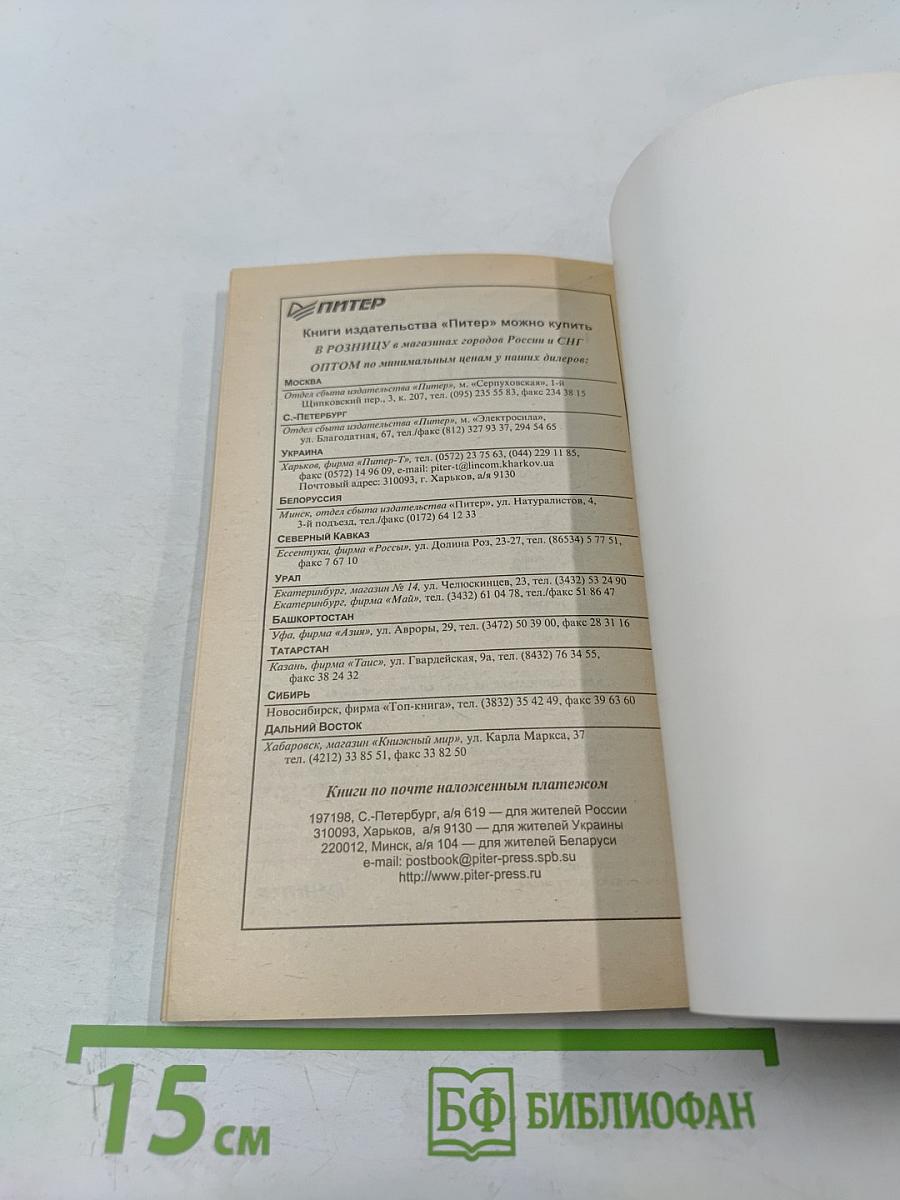 ПИТЕР
Книги издательства «Питер» можно купить
В РОЗНИЦУ в магазинах городов России и СНГ
ОПТОМ по минимальным ценам у наших дилеров:
МОСКВА
Отдел сбыта издательства «Питер», м. «Серпуховская», 1-й
Щипковский пер., 3, к. 207, тел. (095) 235 55 83, факс 234 38 15
С.-ПЕТЕРБУРГ
Отдел сбыта издательства «Питер», м. «Электросила»,
ул. Благодатная, 67, тел./факс (812) 327 93 37, 294 54 65
УКРАИНА
Харьков, фирма «Питер-Т», тел. (0572) 23 75 63, (044) 229 11 85,
факс (0572) 14 96 09, e-mail: piter-t@lincom.kharkov.ua
Почтовый адрес: 310093, г. Харьков, а/я 9130
БЕЛОРУССИЯ
Минск, отдел сбыта издательства «Питер», ул. Натуралистов, 4,
3-й подъезд, тел./факс (0172) 64 12 33
СЕВЕРНЫЙ КАВКАЗ
Ессентуки, фирма «Россы», ул. Долина Роз, 23-27, тел. (86534) 5 77 51,
факс 7 67 10
УРАЛ
Екатеринбург, магазин № 14, ул. Челюскинцев, 23, тел. (3432) 53 24 90
Екатеринбург, фирма «Май», тел. (3432) 61 04 78, тел./факс 51 86 47
БАШКОРТОСТАН
Уфа, фирма «Азия», ул. Авроры, 29, тел. (3472) 50 39 00, факс 28 31 16
ТАТАРСТАН
Казань, фирма «Таис», ул. Гвардейская, 9а, тел. (8432) 76 34 55,
факс 38 24 32
СИБИРЬ
Новосибирск, фирма «Топ-книга», тел. (3832) 35 42 49, факс 39 63 60
ДАЛЬНИЙ ВОСТОК
Хабаровск, магазин «Книжный мир», ул. Карла Маркса, 37
тел. (4212) 33 85 51, факс 33 82 50
Книги по почте наложенным платежом
197198, С.-Петербург, а/я 619 — для жителей России
310093, Харьков, а/я 9130 — для жителей Украины
220012, Минск, а/я 104 — для жителей Беларуси
e-mail: postbook@piter-press.spb.su
http://www.piter-press.ru
15 см
БФ БИБЛИОФАН